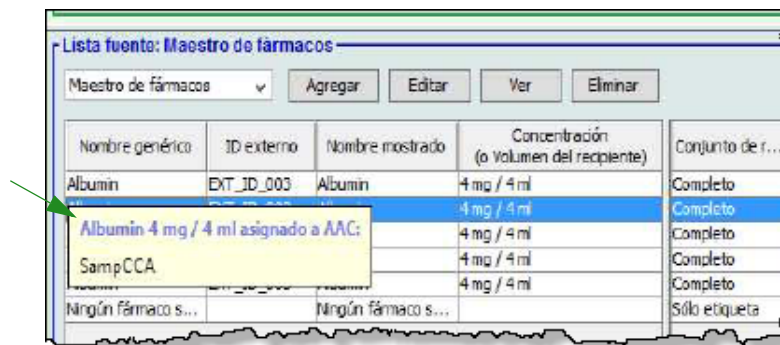 Lista fuente: Maestro de fármacos
Maestro de fármacos Agregar Editar Ver Eliminar
Nombre genérico ID externo Nombre mostrado Concentración (o Volumen del recipiente) Conjunto de r...
Albumin EXT_ID_003 Albumin 4 mg / 4 ml Completo
4 mg / 4 ml Completo
Albumin 4 mg / 4 ml asignado a AAC:
4 mg / 4 ml Completo
SampCCA
4 mg / 4 ml Completo
4 mg / 4 ml Completo
Ningún fármaco s... Ningún fármaco s... Sólo etiqueta